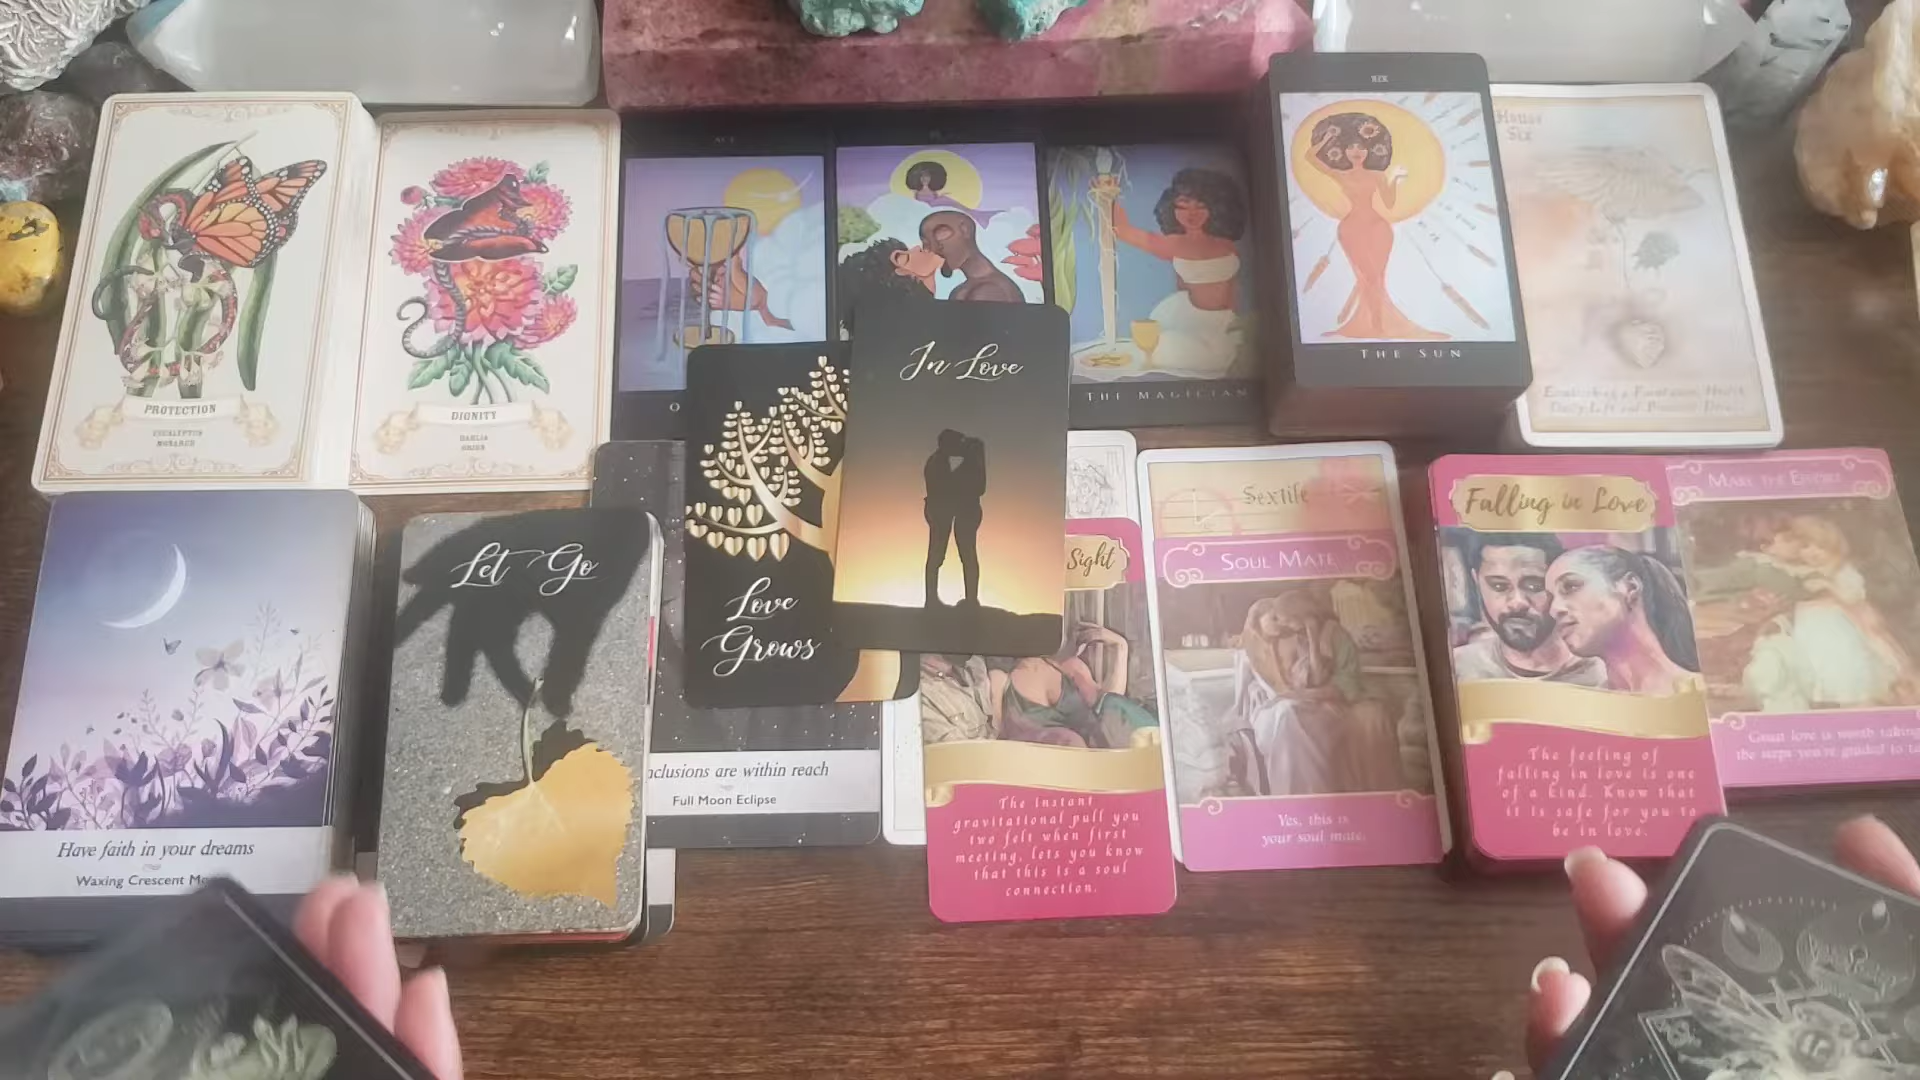 PROTECTION
EUCALYPTUS
MONARCH
DIGNITY
DAHLIA
THE MAGICIAN
THE SUN
House
Six
Let Go
Love
Grows
In Love
Sight
The instant
gravitational pull you
two felt when first
meeting, lets you know
that this is a soul
connection.
Sextile
SOUL MATE
Yes, this is
your soul mate.
Falling in Love
The feeling of
falling in love is one
of a kind. Know that
it is safe for you to
be in love.
MAKE THE EFFORT
Great love is worth taking
the steps you're guided to
Have faith in your dreams
Waxing Crescent
nclusions are within reach
Full Moon Eclipse